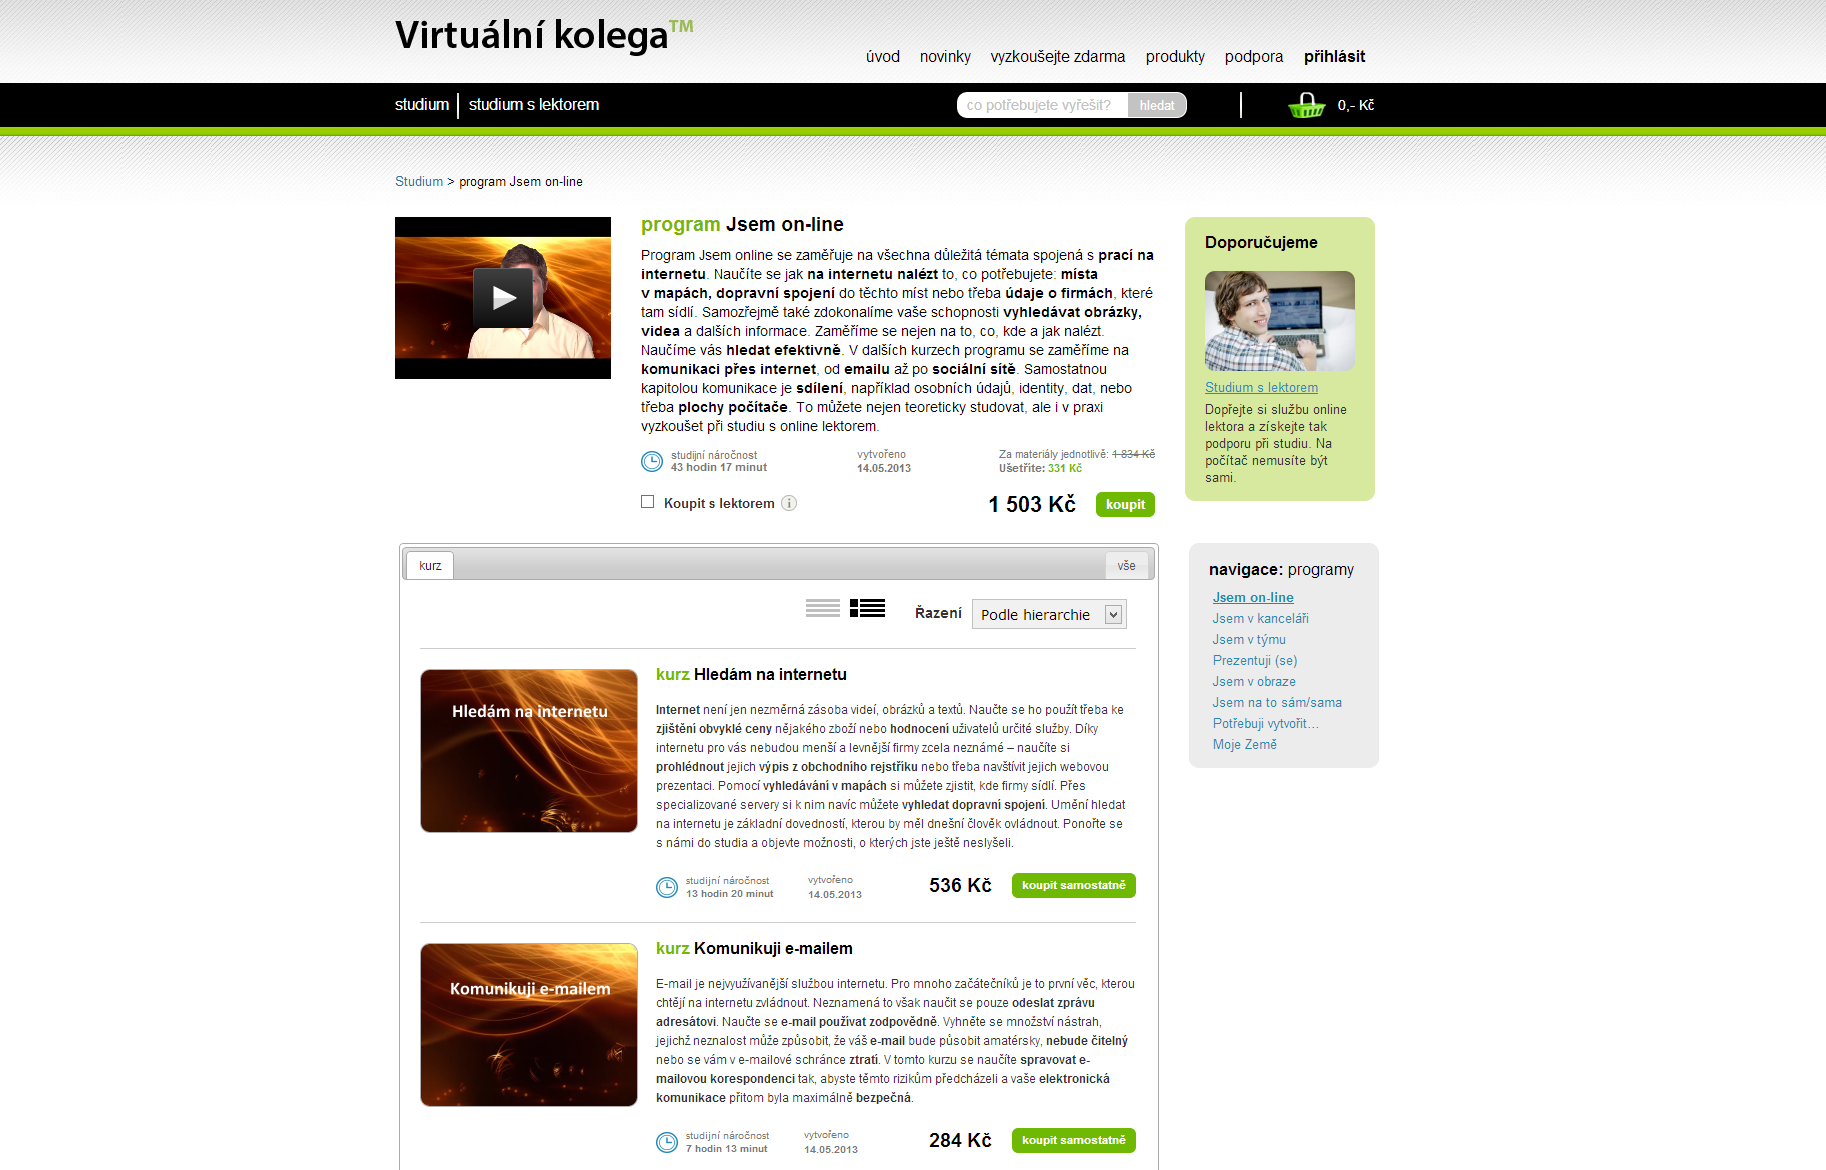 Virtuální kolega™
úvod novinky vyzkoušejte zdarma produkty podpora přihlásit
studium studium s lektorem co potřebujete vyřešit? hledat 0,- Kč
Studium > program Jsem on-line
program Jsem on-line
Program Jsem online se zaměřuje na všechna důležitá témata spojená s prací na
internetu. Naučíte se jak na internetu nalézt to, co potřebujete: místa
v mapách, dopravní spojení do těchto míst nebo třeba údaje o firmách, které
tam sídlí. Samozřejmě také zdokonalíme vaše schopnosti vyhledávat obrázky,
videa a dalších informace. Zaměříme se nejen na to, co, kde a jak nalézt.
Naučíme vás hledat efektivně. V dalších kurzech programu se zaměříme na
komunikaci přes internet, od emailu až po sociální sítě. Samostatnou
kapitolou komunikace je sdílení, například osobních údajů, identity, dat, nebo
třeba plochy počítače. To můžete nejen teoreticky studovat, ale i v praxi
vyzkoušet při studiu s online lektorem.
studijní náročnost
43 hodin 17 minut
vytvořeno
14.05.2013
Za materiály jednotlivě: 1 834 Kč
Ušetříte: 331 Kč
Koupit s lektorem i
1 503 Kč koupit
Doporučujeme
Studium s lektorem
Dopřejte si službu online
lektora a získejte tak
podporu při studiu. Na
počítač nemusíte být
sami.
kurz vše
Řazení Podle hierarchie
Hledám na internetu
kurz Hledám na internetu
Internet není jen nezměrná zásoba videí, obrázků a textů. Naučte se ho použít třeba ke
zjištění obvyklé ceny nějakého zboží nebo hodnocení uživatelů určité služby. Díky
internetu pro vás nebudou menší a levnější firmy zcela neznámé – naučíte si
prohlédnout jejich výpis z obchodního rejstříku nebo třeba navštívit jejich webovou
prezentaci. Pomocí vyhledávání v mapách si můžete zjistit, kde firmy sídlí. Přes
specializované servery si k nim navíc můžete vyhledat dopravní spojení. Umění hledat
na internetu je základní dovedností, kterou by měl dnešní člověk ovládnout. Ponořte se
s námi do studia a objevte možnosti, o kterých jste ještě neslyšeli.
studijní náročnost
13 hodin 20 minut
vytvořeno
14.05.2013
536 Kč koupit samostatně
Komunikuji e-mailem
kurz Komunikuji e-mailem
E-mail je nejvyužívanější službou internetu. Pro mnoho začátečníků je to první věc, kterou
chtějí na internetu zvládnout. Neznamená to však naučit se pouze odeslat zprávu
adresátovi. Naučte se e-mail používat zodpovědně. Vyhněte se množství nástrah,
jejichž neznalost může způsobit, že váš e-mail bude působit amatérsky, nebude čitelný
nebo se vám v e-mailové schránce ztratí. V tomto kurzu se naučíte spravovat e-
mailovou korespondenci tak, abyste těmto rizikům předcházeli a vaše elektronická
komunikace přitom byla maximálně bezpečná.
studijní náročnost
7 hodin 13 minut
vytvořeno
14.05.2013
284 Kč koupit samostatně
navigace: programy
Jsem on-line
Jsem v kanceláři
Jsem v týmu
Prezentuji (se)
Jsem v obraze
Jsem na to sám/sama
Potřebuji vytvořit...
Moje Země